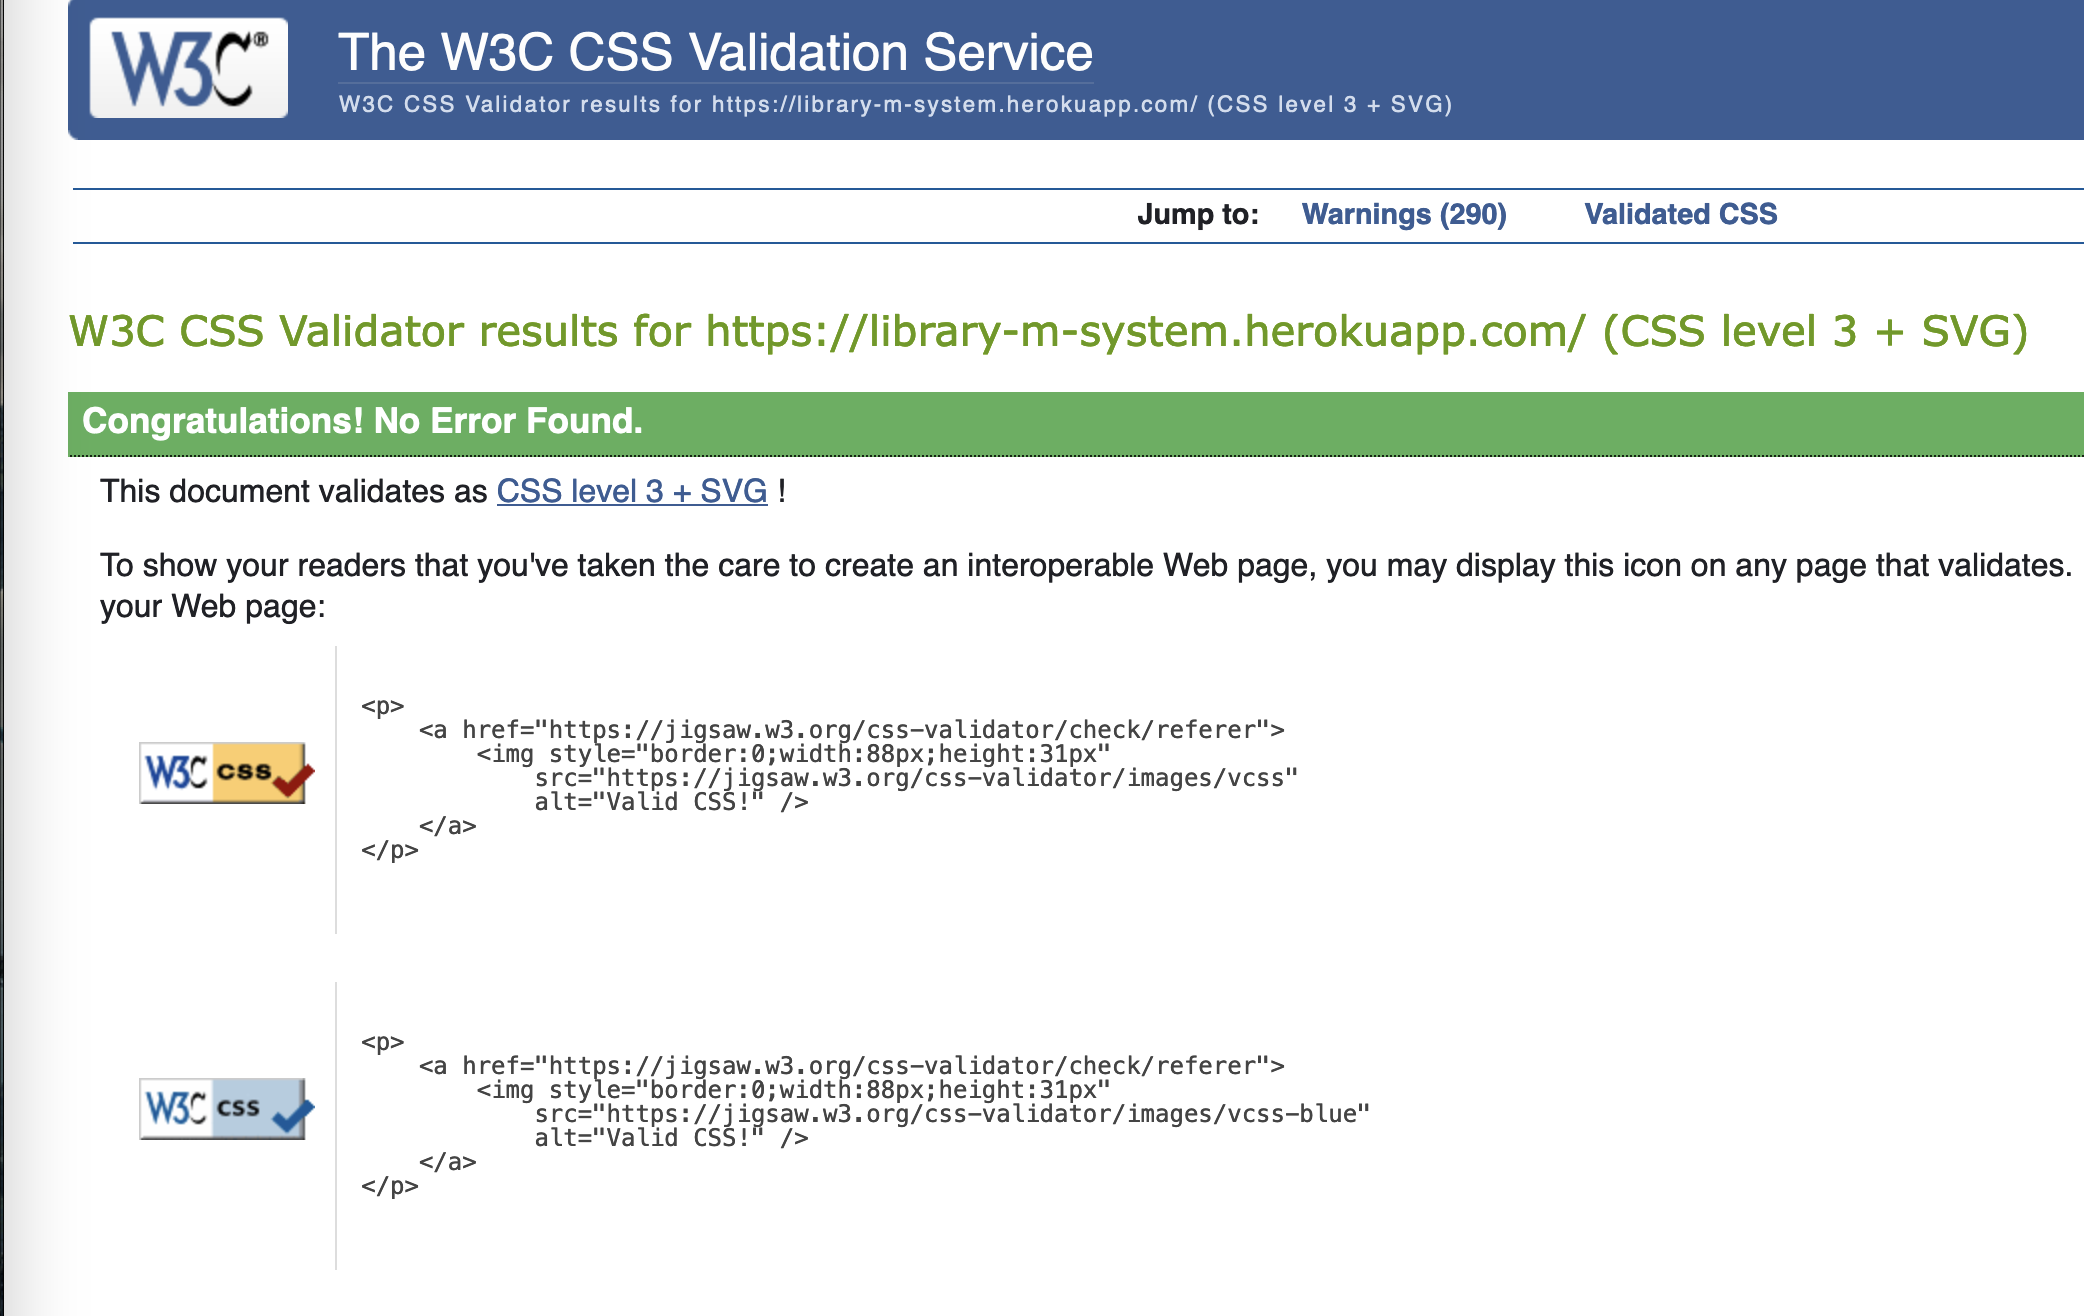 W3C®
The W3C CSS Validation Service
W3C CSS Validator results for https://library-m-system.herokuapp.com/ (CSS level 3 + SVG)
Jump to: Warnings (290) Validated CSS
W3C CSS Validator results for https://library-m-system.herokuapp.com/ (CSS level 3 + SVG)
Congratulations! No Error Found.
This document validates as CSS level 3 + SVG !
To show your readers that you've taken the care to create an interoperable Web page, you may display this icon on any page that validates.
your Web page:
<p>
<a href="https://jigsaw.w3.org/css-validator/check/referer">
<img style="border:0;width:88px;height:31px"
src="https://jigsaw.w3.org/css-validator/images/vcss"
alt="Valid CSS!" />
</a>
</p>
W3C css
<p>
<a href="https://jigsaw.w3.org/css-validator/check/referer">
<img style="border:0;width:88px;height:31px"
src="https://jigsaw.w3.org/css-validator/images/vcss-blue"
alt="Valid CSS!" />
</a>
</p>
W3C css